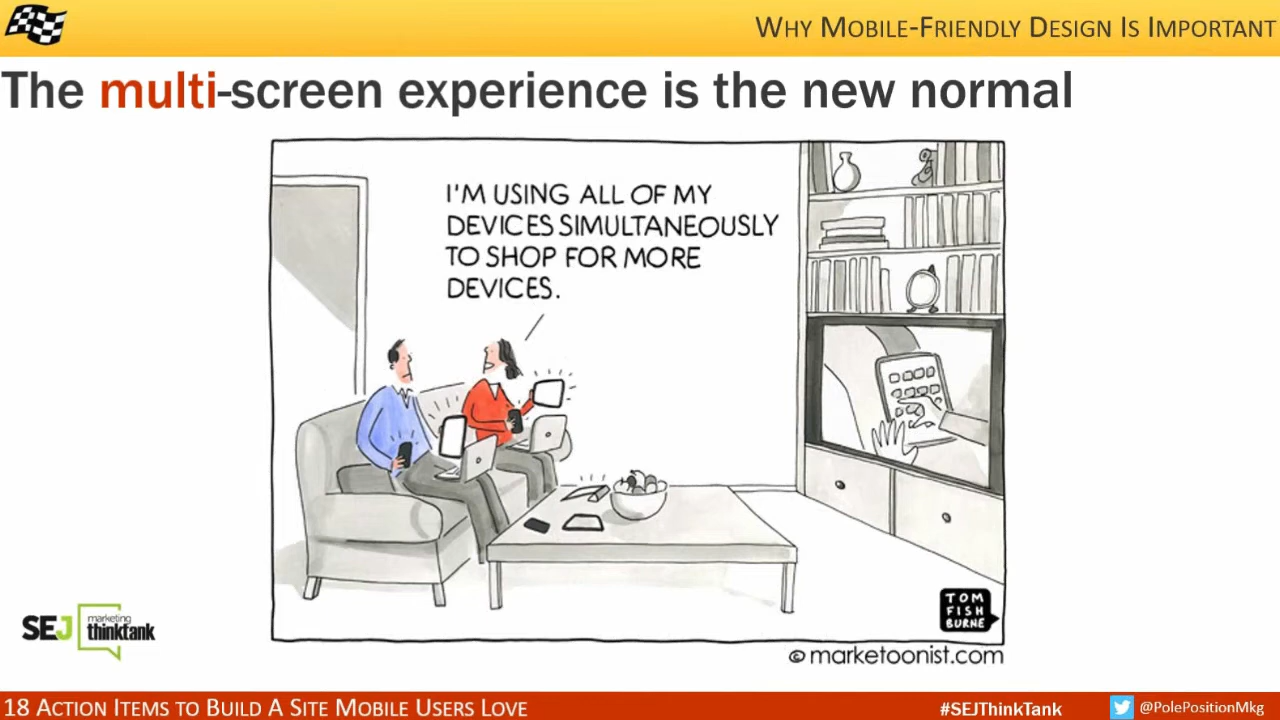 WHY MOBILE-FRIENDLY DESIGN IS IMPORTANT
The multi-screen experience is the new normal
I'M USING ALL OF MY
DEVICES SIMULTANEOUSLY
TO SHOP FOR MORE
DEVICES.
TOM
FISH
BURNE
SEJ marketing
thinktank
© marketoonist.com
18 ACTION ITEMS TO BUILD A SITE MOBILE USERS LOVE
#SEJThinkTank
@PolePositionMkg